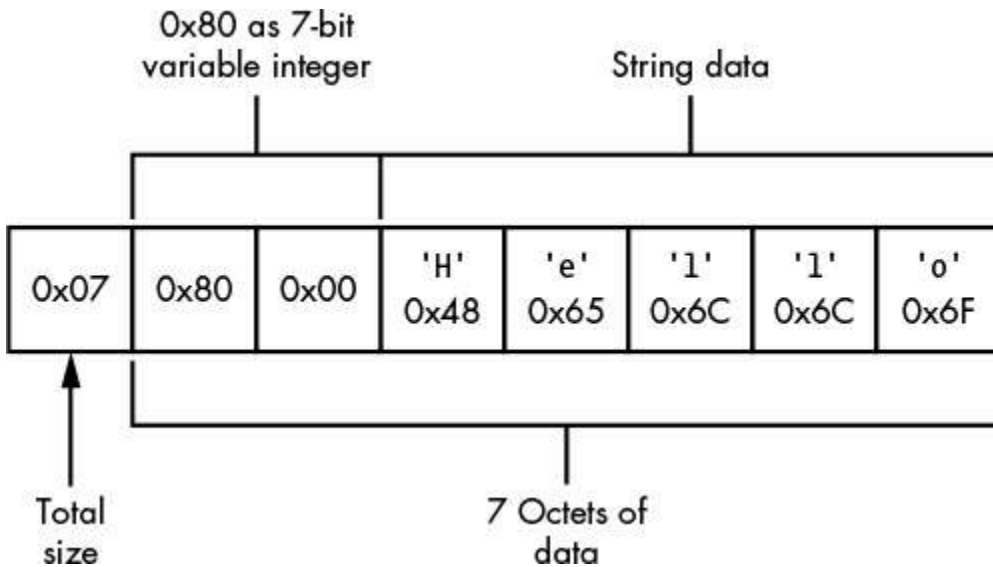 0x80 as 7-bit
variable integer
String data
0x07
0x80
0x00
'H'
0x48
'e'
0x65
'l'
0x6C
'l'
0x6C
'o'
0x6F
Total
size
7 Octets of
data